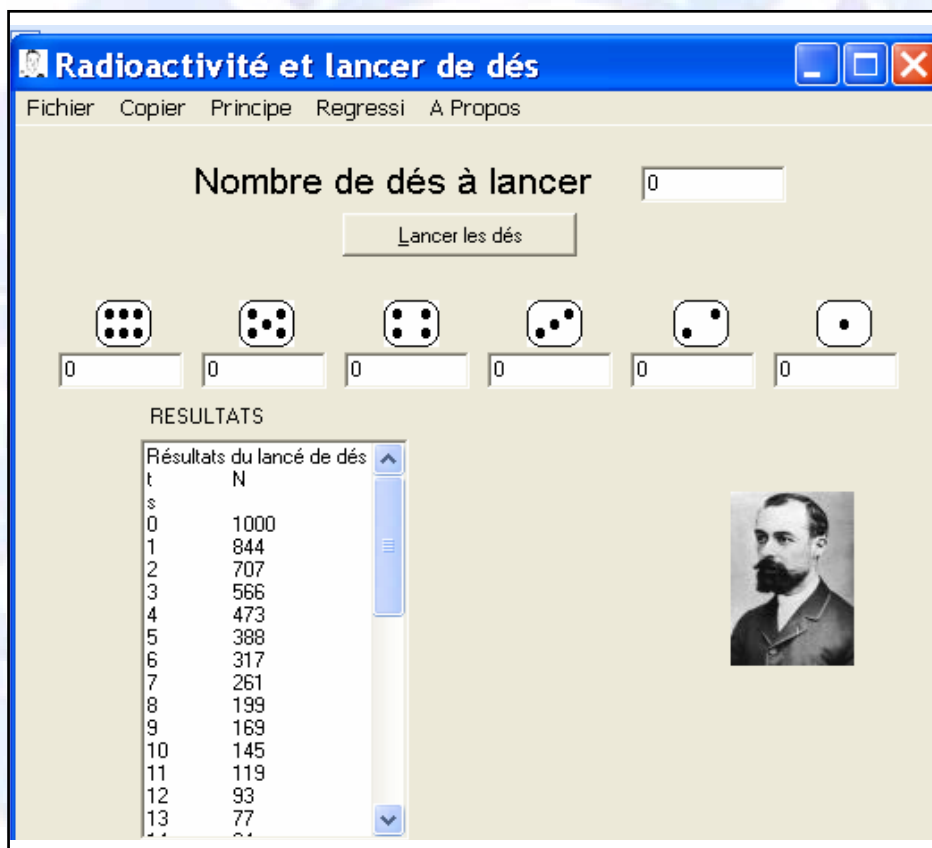 Radioactivité et lancer de dés
Fichier Copier Principe Regressi A Propos
Nombre de dés à lancer 0
Lancer les dés
0 0 0 0 0 0
RESULTATS
Résultats du lancé de dés
t N
s
0 1000
1 844
2 707
3 566
4 473
5 388
6 317
7 261
8 199
9 169
10 145
11 119
12 93
13 77